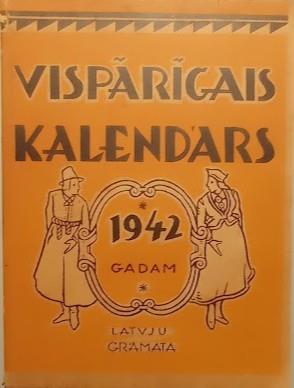 VISPĀRĪGAIS
KALENDĀRS
* 1942
GADAM
*
LATVJU
GRĀMATA